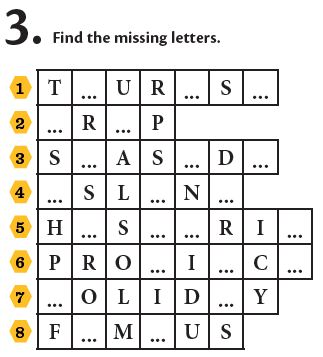 3. Find the missing letters.
1 T ... U R ... S ...
2 ... R ... P
3 S ... A S ... D ...
4 ... S L ... N ...
5 H ... S ... ... R I ...
6 P R O ... I ... C ...
7 ... O L I D ... Y
8 F ... M ... U S